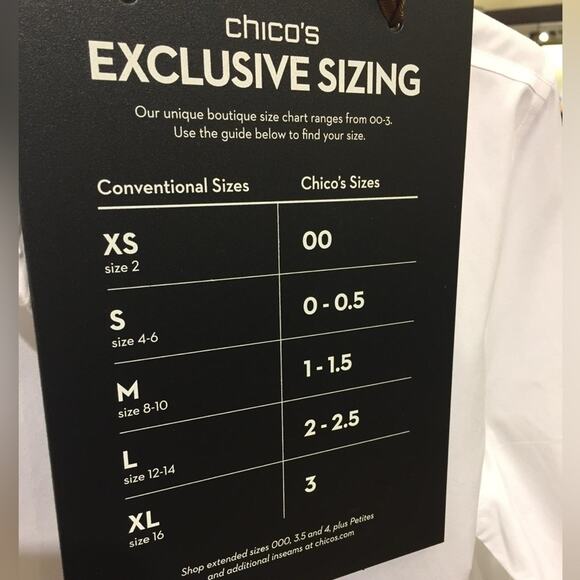 chico's
EXCLUSIVE SIZING
Our unique boutique size chart ranges from 00-3.
Use the guide below to find your size.
Conventional Sizes Chico's Sizes
XS 00
size 2
S 0 - 0.5
size 4-6
M 1 - 1.5
size 8-10
L 2 - 2.5
size 12-14
XL 3
size 16
Shop extended sizes 000, 3.5 and 4, plus Petites
and additional inseams at chicos.com